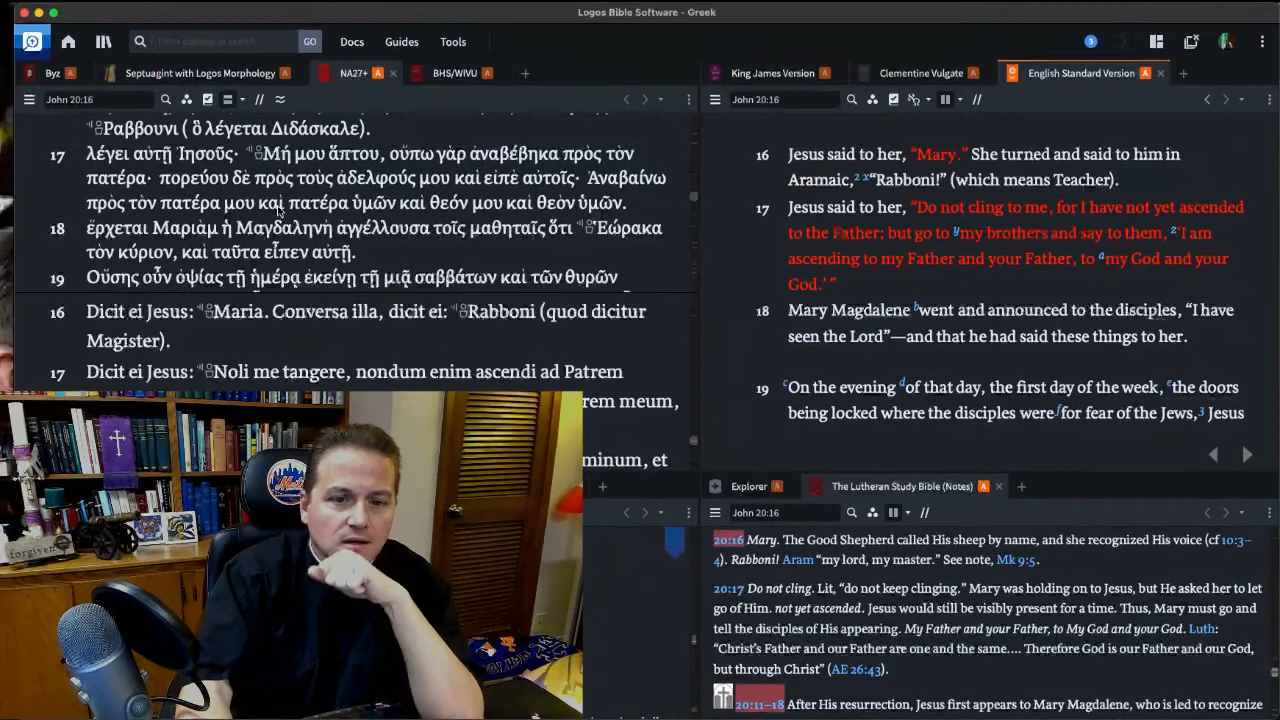 Logos Bible Software - Greek
GO
Docs
Guides
Tools
3
Byz
Septuagint with Logos Morphology
NA27+
BHS/WIVU
King James Version
Clementine Vulgate
English Standard Version
John 20:16
John 20:16
Ραββουνι ( ὃ λέγεται Διδάσκαλε).
17 λέγει αὐτῇ Ἰησοῦς· Μή μου ἅπτου, οὔπω γὰρ ἀναβέβηκα πρὸς τὸν
πατέρα· πορεύου δὲ πρὸς τοὺς ἀδελφούς μου καὶ εἰπὲ αὐτοῖς· Ἀναβαίνω
πρὸς τὸν πατέρα μου καὶ πατέρα ὑμῶν καὶ θεόν μου καὶ θεὸν ὑμῶν.
18 ἔρχεται Μαριὰμ ἡ Μαγδαληνὴ ἀγγέλλουσα τοῖς μαθηταῖς ὅτι Ἑώρακα
τὸν κύριον, καὶ ταῦτα εἶπεν αὐτῇ.
19 Οὔσης οὖν ὀψίας τῇ ἡμέρᾳ ἐκείνῃ τῇ μιᾷ σαββάτων καὶ τῶν θυρῶν
16 Dicit ei Jesus: Maria. Conversa illa, dicit ei: Rabboni (quod dicitur
Magister).
17 Dicit ei Jesus: Noli me tangere, nondum enim ascendi ad Patrem
rem meum,
minum, et
16 Jesus said to her, “Mary.” She turned and said to him in
Aramaic,2 x“Rabboni!” (which means Teacher).
17 Jesus said to her, “Do not cling to me, for I have not yet ascended
to the Father; but go to y my brothers and say to them, z‘I am
ascending to my Father and your Father, to a my God and your
God.’ ”
18 Mary Magdalene b went and announced to the disciples, “I have
seen the Lord”—and that he had said these things to her.
19 c On the evening d of that day, the first day of the week, e the doors
being locked where the disciples were f for fear of the Jews,3 Jesus
Explorer
The Lutheran Study Bible (Notes)
John 20:16
20:16 Mary. The Good Shepherd called His sheep by name, and she recognized His voice (cf 10:3–
4). Rabboni! Aram “my lord, my master.” See note, Mk 9:5.
20:17 Do not cling. Lit, “do not keep clinging.” Mary was holding on to Jesus, but He asked her to let
go of Him. not yet ascended. Jesus would still be visibly present for a time. Thus, Mary must go and
tell the disciples of His appearing. My Father and your Father, to My God and your God. Luth:
“Christ’s Father and our Father are one and the same.... Therefore God is our Father and our God,
but through Christ” (AE 26:43).
20:11–18 After His resurrection, Jesus first appears to Mary Magdalene, who is led to recognize
forgiven
Mets